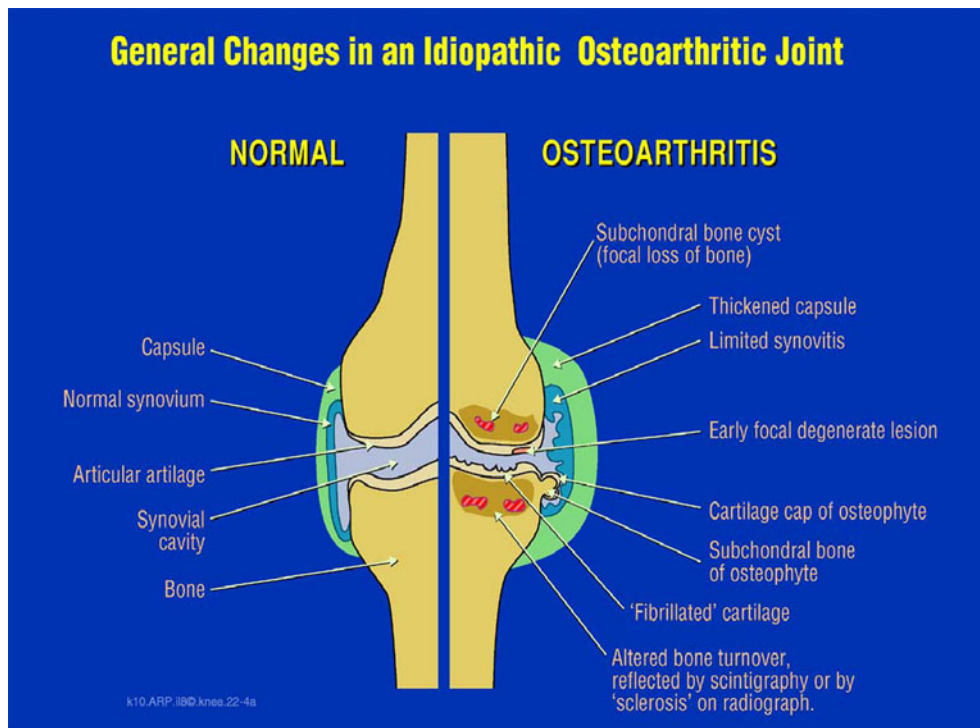 General Changes in an Idiopathic Osteoarthritic Joint
NORMAL
OSTEOARTHRITIS
Capsule
Normal synovium
Articular artilage
Synovial
cavity
Bone
Subchondral bone cyst
(focal loss of bone)
Thickened capsule
Limited synovitis
Early focal degenerate lesion
Cartilage cap of osteophyte
Subchondral bone
of osteophyte
'Fibrillated' cartilage
Altered bone turnover,
reflected by scintigraphy or by
'sclerosis' on radiograph.
k10.ARP.il8©.knee.22-4a